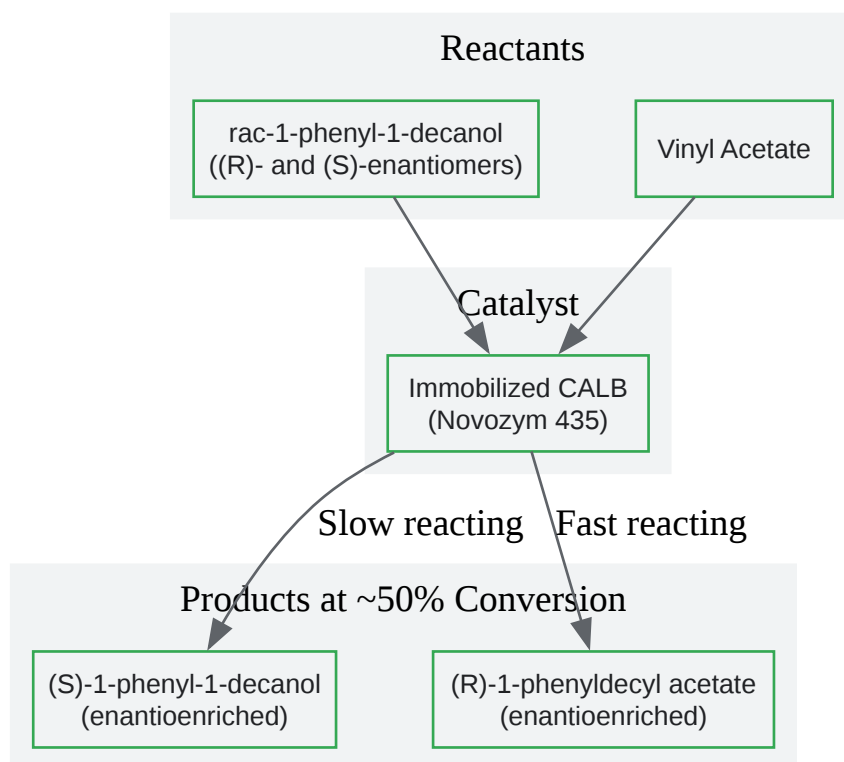 Reactants
rac-1-phenyl-1-decanol
((R)- and (S)-enantiomers)
Vinyl Acetate
Catalyst
Immobilized CALB
(Novozym 435)
Slow reacting
Fast reacting
Products at ~50% Conversion
(S)-1-phenyl-1-decanol
(enantioenriched)
(R)-1-phenyldecyl acetate
(enantioenriched)